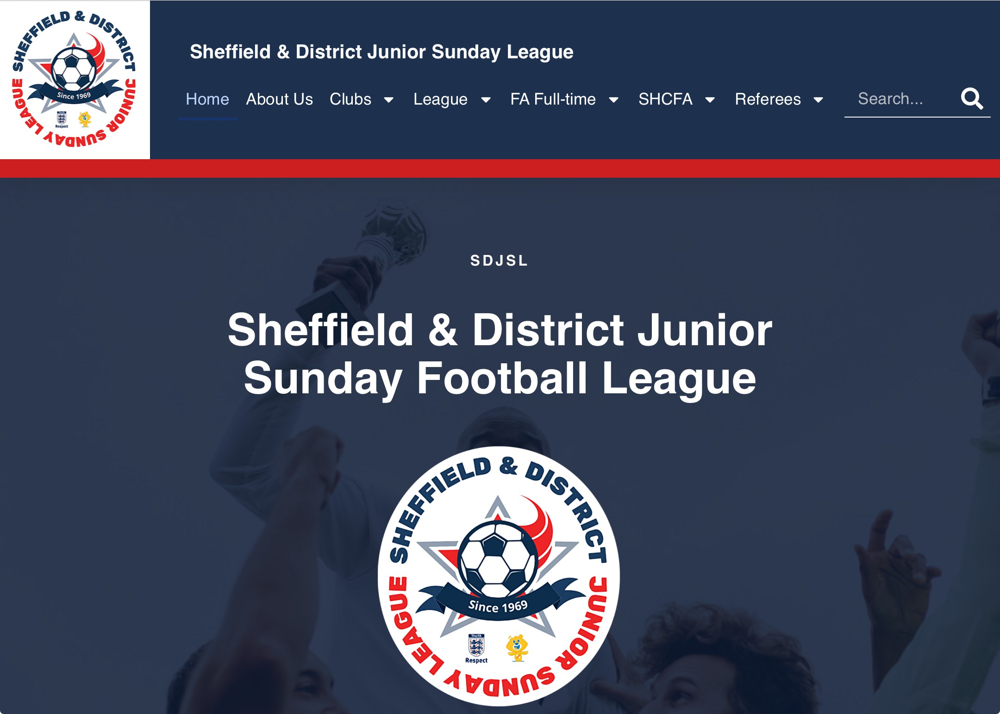 SHEFFIELD & DISTRICT
JUNIOR SUNDAY LEAGUE
Since 1969
TheFA
Respect
Sheffield & District Junior Sunday League
Home About Us Clubs League FA Full-time SHCFA Referees Search...
SDJSL
Sheffield & District Junior
Sunday Football League
SHEFFIELD & DISTRICT
JUNIOR SUNDAY LEAGUE
Since 1969
TheFA
Respect